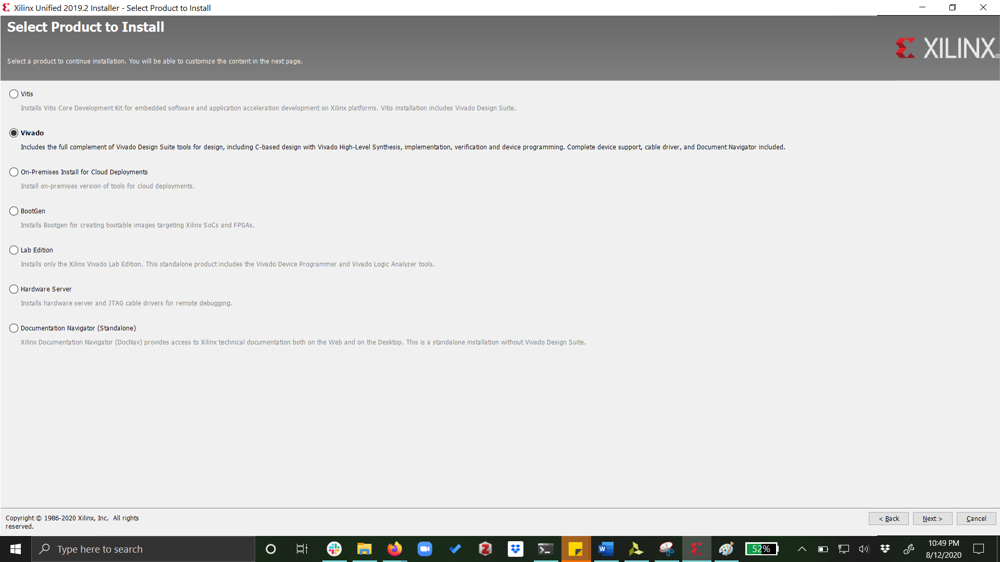 Xilinx Unified 2019.2 Installer - Select Product to Install
Select Product to Install
XILINX®
Select a product to continue installation. You will be able to customize the content in the next page.
Vitis
Installs Vitis Core Development Kit for embedded software and application acceleration development on Xilinx platforms. Vitis installation includes Vivado Design Suite.
Vivado
Includes the full complement of Vivado Design Suite tools for design, including C-based design with Vivado High-Level Synthesis, implementation, verification and device programming. Complete device support, cable driver, and Document Navigator included.
On-Premises Install for Cloud Deployments
Install on-premises version of tools for cloud deployments.
BootGen
Installs Bootgen for creating bootable images targeting Xilinx SoCs and FPGAs.
Lab Edition
Installs only the Xilinx Vivado Lab Edition. This standalone product includes the Vivado Device Programmer and Vivado Logic Analyzer tools.
Hardware Server
Installs hardware server and JTAG cable drivers for remote debugging.
Documentation Navigator (Standalone)
Xilinx Documentation Navigator (DocNav) provides access to Xilinx technical documentation both on the Web and on the Desktop. This is a standalone installation without Vivado Design Suite.
Copyright © 1986-2020 Xilinx, Inc. All rights
reserved.
< Back
Next >
Cancel
Type here to search
Z
W
52%
10:49 PM
8/12/2020